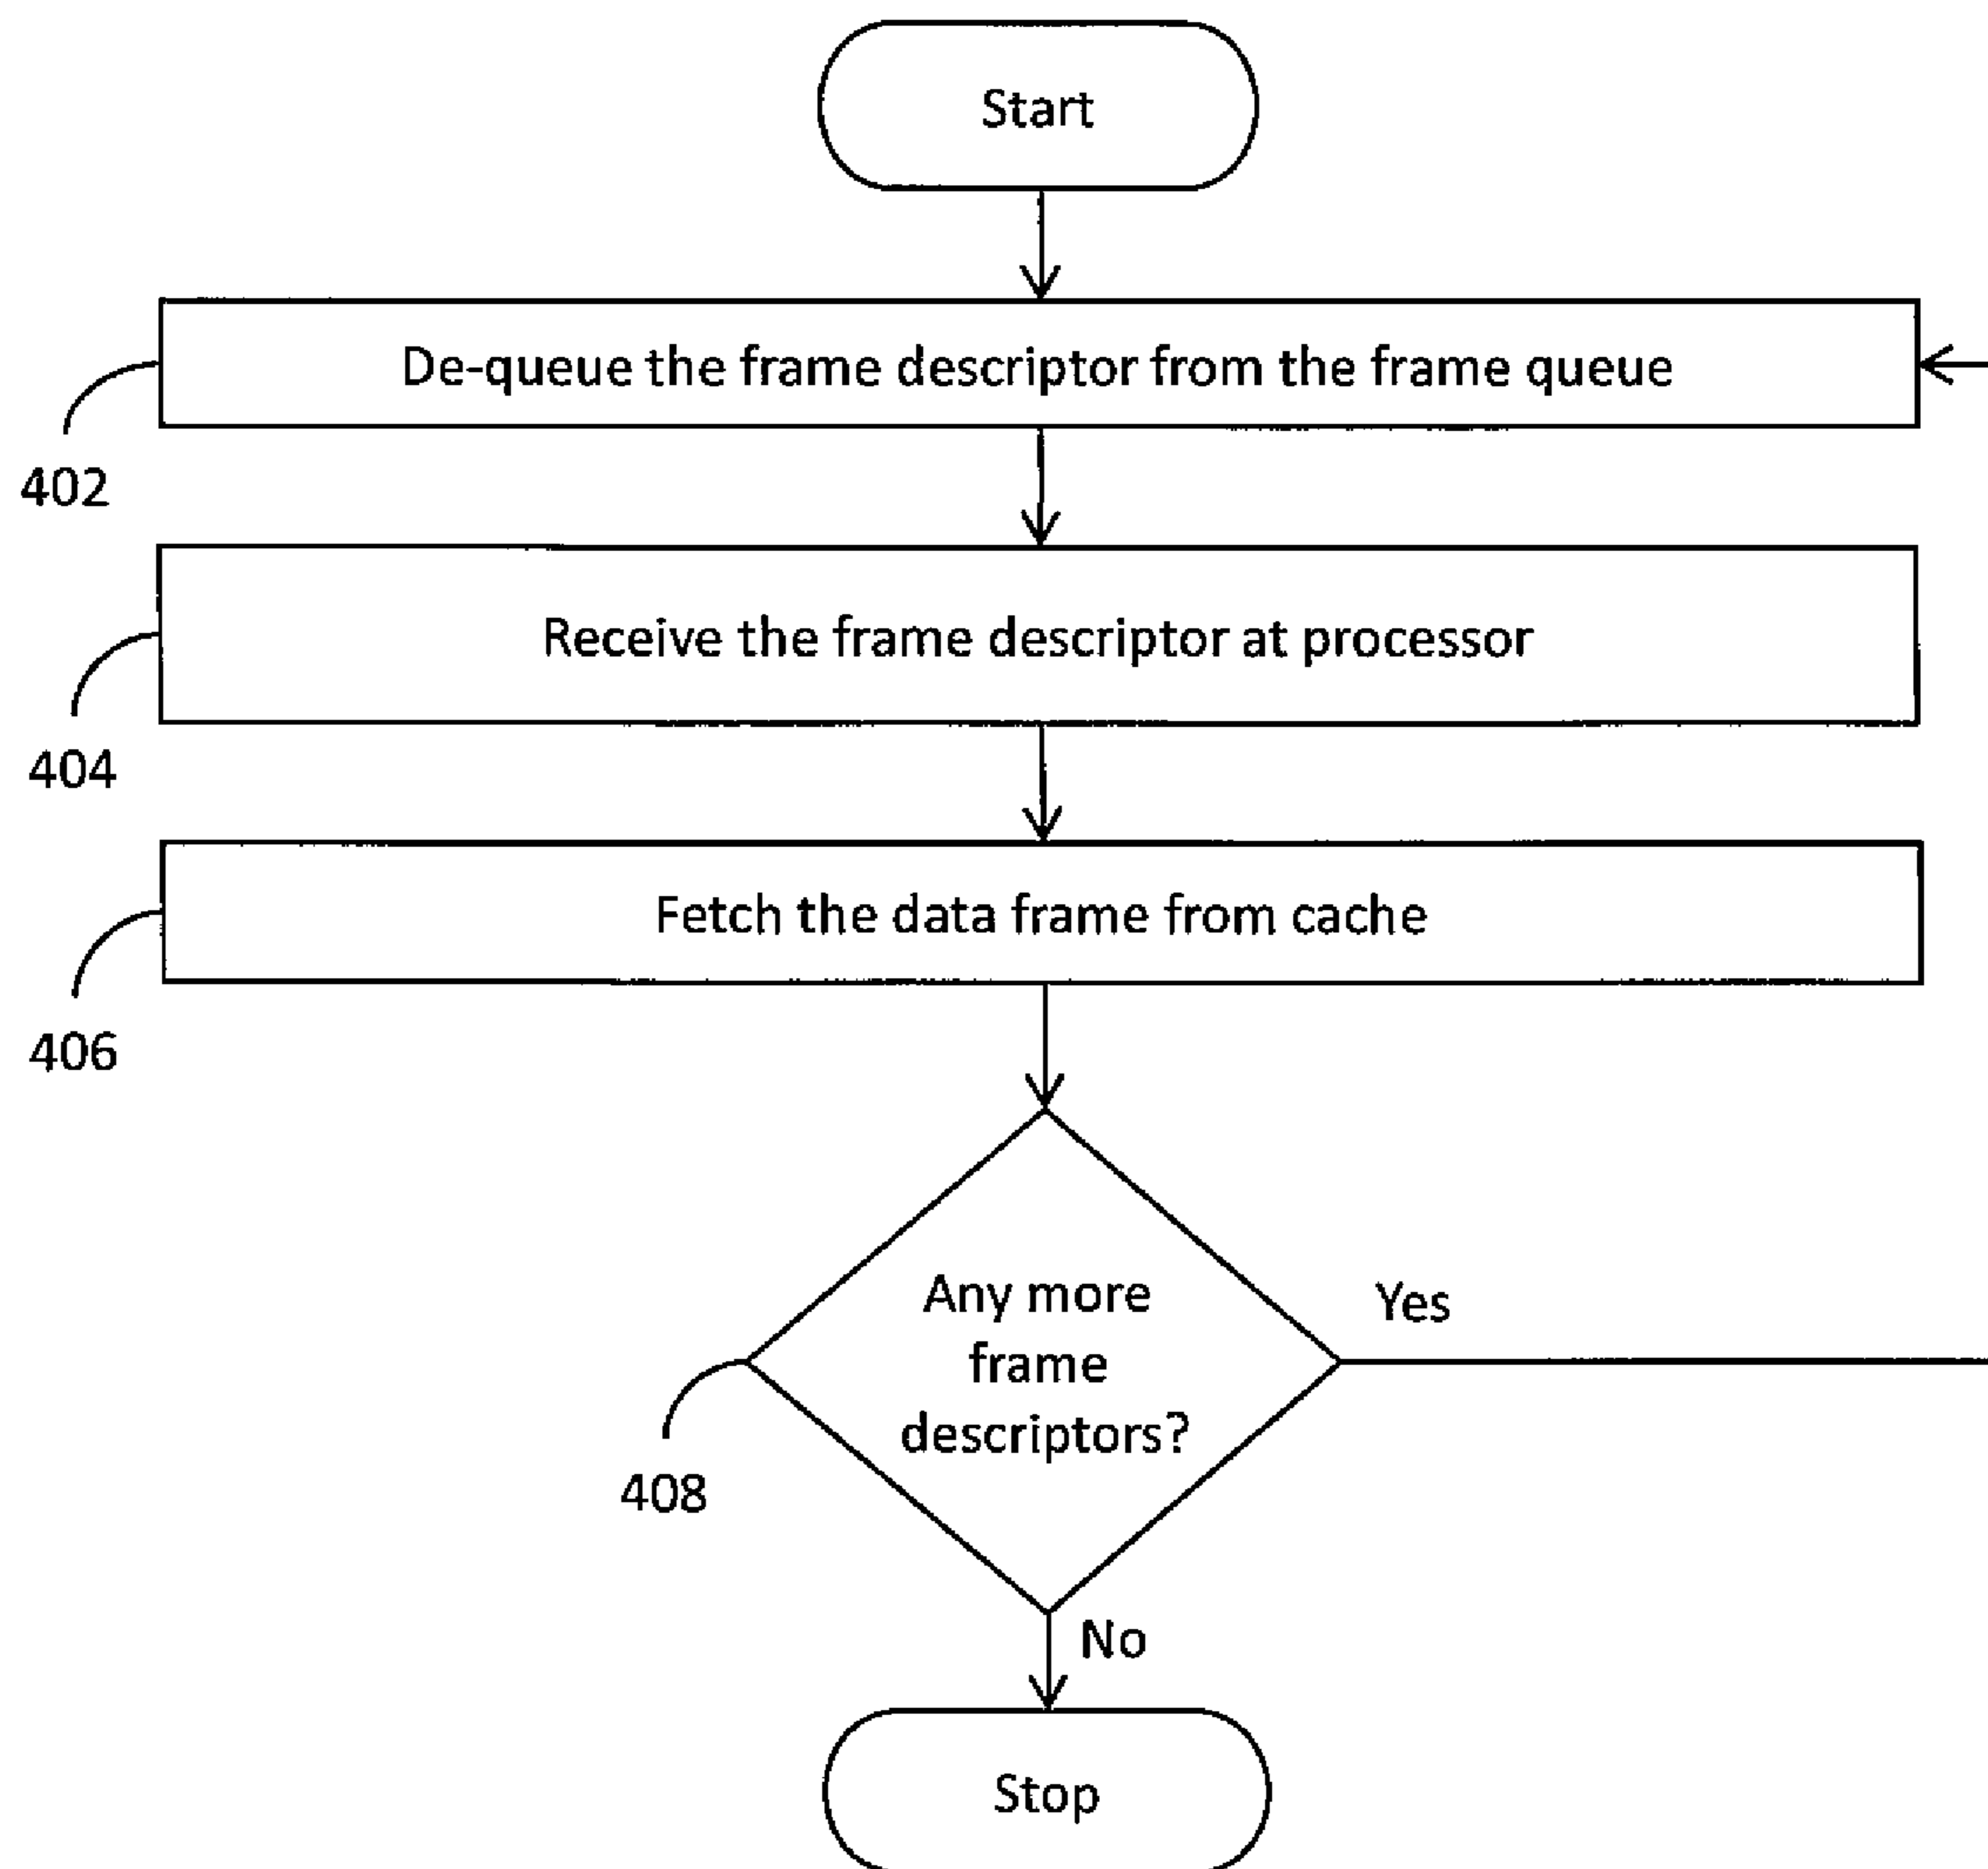 Start
De-queue the frame descriptor from the frame queue
402
Receive the frame descriptor at processor
404
Fetch the data frame from cache
406
Any more
frame
descriptors?
Yes
408
No
Stop